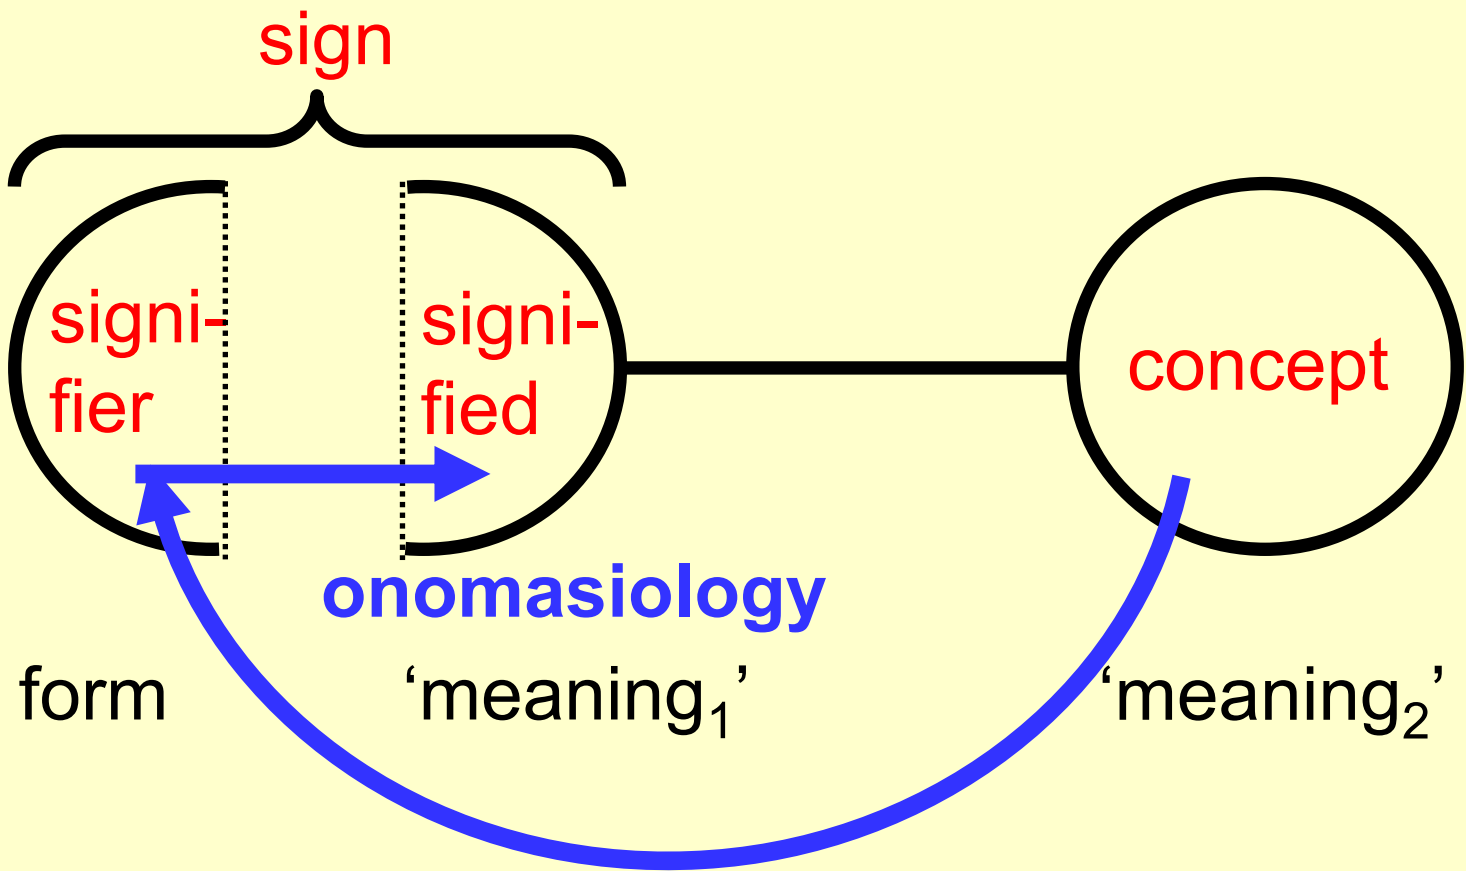 sign
signi-
fier
signi-
fied
concept
onomasiology
form
‘meaning₁’
‘meaning₂’